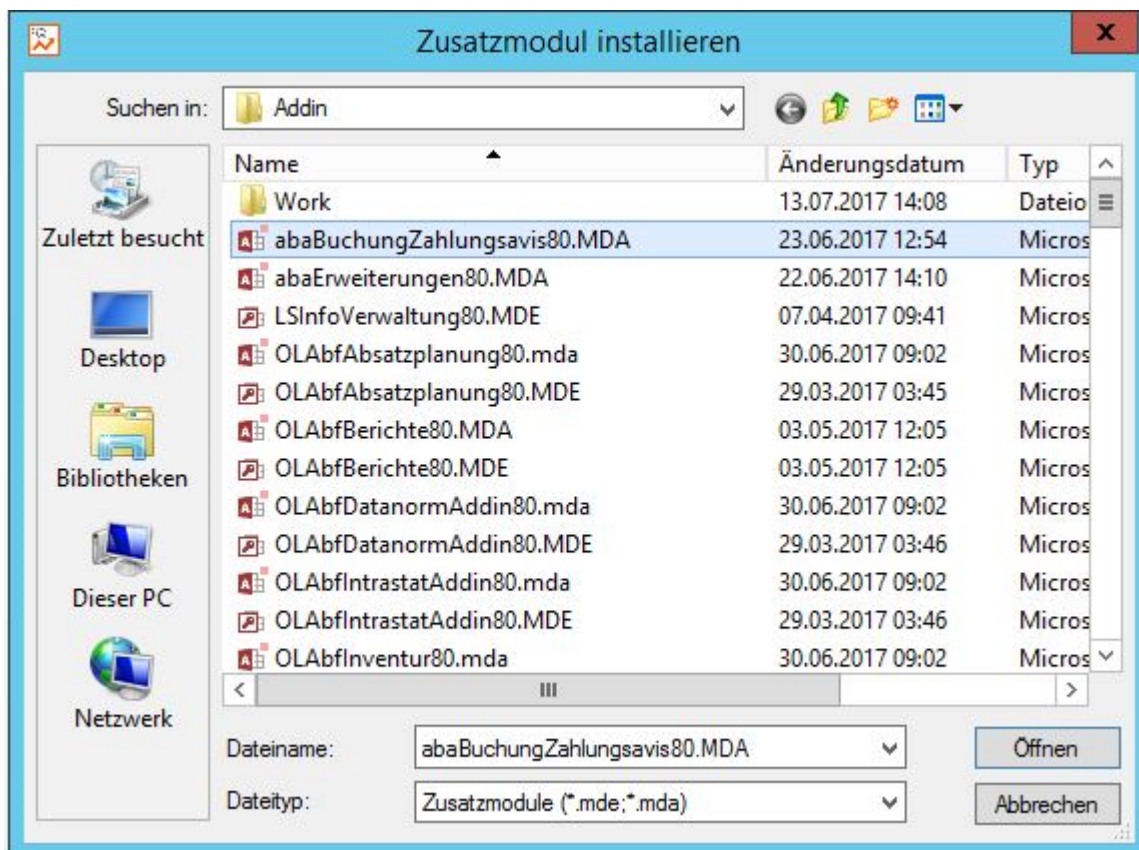 Zusatzmodul installieren
x
Suchen in: Addin
Name Änderungsdatum Typ
Work 13.07.2017 14:08 Dateio
abaBuchungZahlungsavis80.MDA 23.06.2017 12:54 Micros
abaErweiterungen80.MDA 22.06.2017 14:10 Micros
LSInfoVerwaltung80.MDE 07.04.2017 09:41 Micros
OLAbfAbsatzplanung80.mda 30.06.2017 09:02 Micros
OLAbfAbsatzplanung80.MDE 29.03.2017 03:45 Micros
OLAbfBerichte80.MDA 03.05.2017 12:05 Micros
OLAbfBerichte80.MDE 03.05.2017 12:05 Micros
OLAbfDatanormAddin80.mda 30.06.2017 09:02 Micros
OLAbfDatanormAddin80.MDE 29.03.2017 03:46 Micros
OLAbfIntrastatAddin80.mda 30.06.2017 09:02 Micros
OLAbfIntrastatAddin80.MDE 29.03.2017 03:46 Micros
OLAbfInventur80.mda 30.06.2017 09:02 Micros
Zuletzt besucht
Desktop
Bibliotheken
Dieser PC
Netzwerk
Dateiname: abaBuchungZahlungsavis80.MDA Öffnen
Dateityp: Zusatzmodule (*.mde;*.mda) Abbrechen